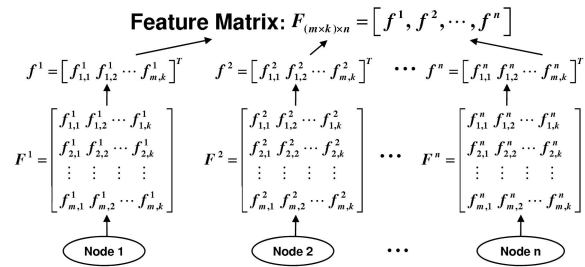 Feature Matrix: F_{(m×k)×n} = [f^1, f^2, ⋯, f^n]
f^1 = [f^1_{1,1} f^1_{1,2} ⋯ f^1_{m,k}]^T f^2 = [f^2_{1,1} f^2_{1,2} ⋯ f^2_{m,k}]^T ⋯ f^n = [f^n_{1,1} f^n_{1,2} ⋯ f^n_{m,k}]^T
f^1_{1,1} f^1_{1,2} ⋯ f^1_{1,k} f^2_{1,1} f^2_{1,2} ⋯ f^2_{1,k} f^n_{1,1} f^n_{1,2} ⋯ f^n_{1,k}
F^1 = f^1_{2,1} f^1_{2,2} ⋯ f^1_{2,k} F^2 = f^2_{2,1} f^2_{2,2} ⋯ f^2_{2,k} ⋯ F^n = f^n_{2,1} f^n_{2,2} ⋯ f^n_{2,k}
⋮ ⋮ ⋮ ⋮ ⋮ ⋮ ⋮ ⋮ ⋮ ⋮ ⋮ ⋮
f^1_{m,1} f^1_{m,2} ⋯ f^1_{m,k} f^2_{m,1} f^2_{m,2} ⋯ f^2_{m,k} f^n_{m,1} f^n_{m,2} ⋯ f^n_{m,k}
Node 1 Node 2 ⋯ Node n